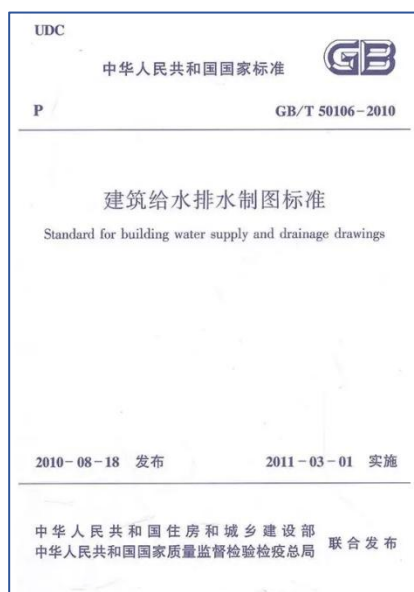 UDC
中华人民共和国国家标准
GB
P
GB/T 50106-2010
建筑给水排水制图标准
Standard for building water supply and drainage drawings
2010-08-18 发布
2011-03-01 实施
中华人民共和国住房和城乡建设部
中华人民共和国国家质量监督检验检疫总局
联合发布